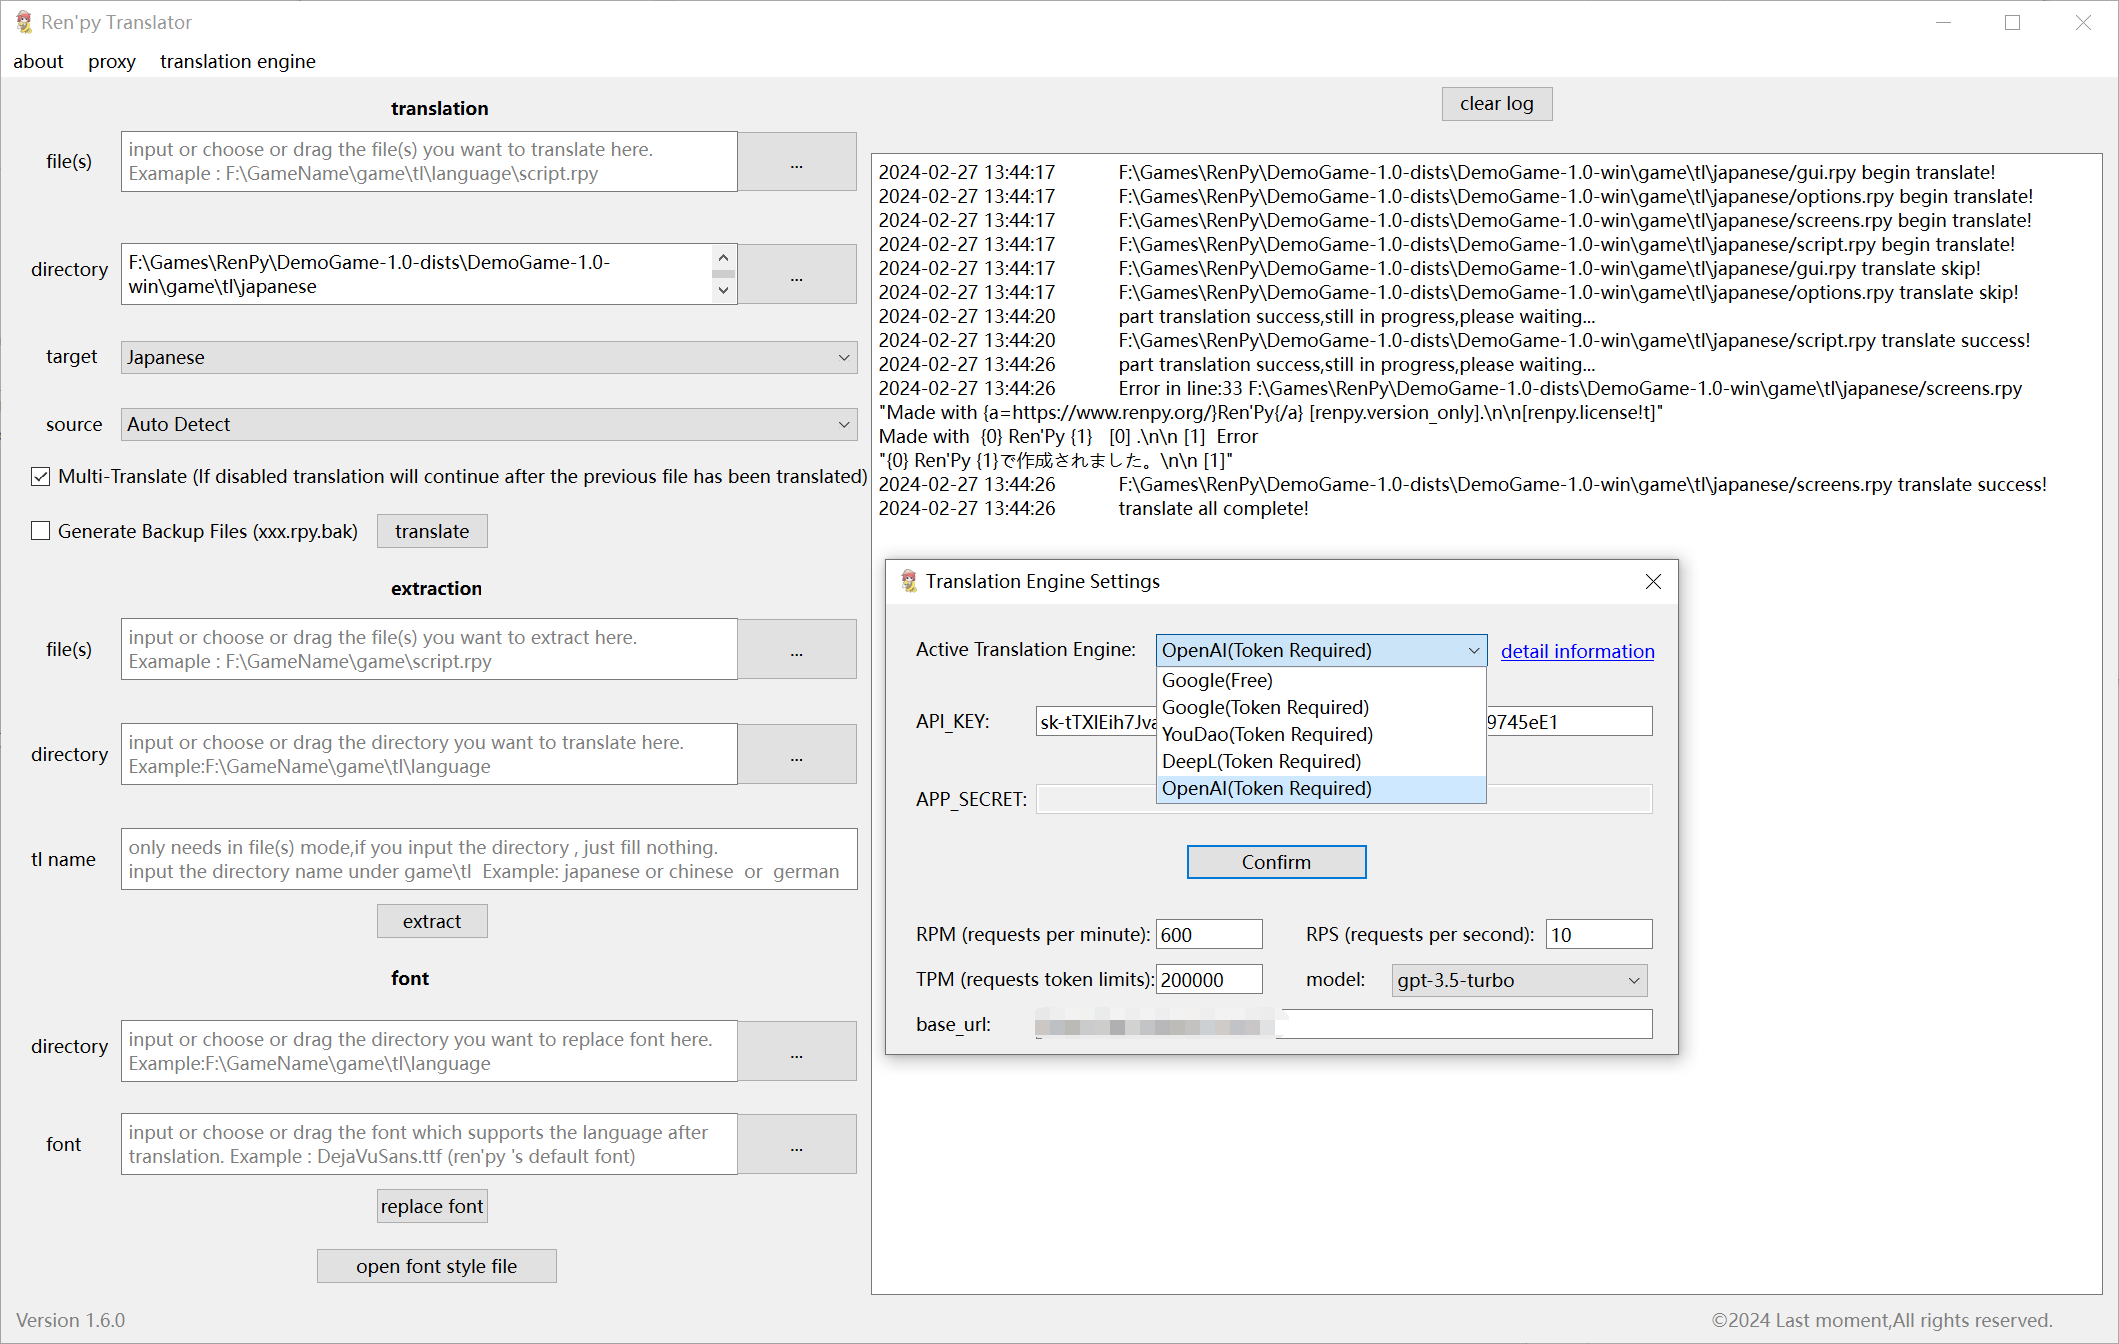 Ren'py Translator
about proxy translation engine
translation
file(s)
input or choose or drag the file(s) you want to translate here.
Examaple : F:\GameName\game\tl\language\script.rpy
...
directory
F:\Games\RenPy\DemoGame-1.0-dists\DemoGame-1.0-
win\game\tl\japanese
...
target
Japanese
source
Auto Detect
Multi-Translate (If disabled translation will continue after the previous file has been translated)
Generate Backup Files (xxx.rpy.bak)
translate
extraction
file(s)
input or choose or drag the file(s) you want to extract here.
Examaple : F:\GameName\game\script.rpy
...
directory
input or choose or drag the directory you want to translate here.
Example:F:\GameName\game\tl\language
...
tl name
only needs in file(s) mode,if you input the directory , just fill nothing.
input the directory name under game\tl  Example: japanese or chinese  or  german
extract
font
directory
input or choose or drag the directory you want to replace font here.
Example:F:\GameName\game\tl\language
...
font
input or choose or drag the font which supports the language after
translation. Example : DejaVuSans.ttf (ren'py 's default font)
...
replace font
open font style file
Version 1.6.0
clear log
2024-02-27 13:44:17 F:\Games\RenPy\DemoGame-1.0-dists\DemoGame-1.0-win\game\tl\japanese/gui.rpy begin translate!
2024-02-27 13:44:17 F:\Games\RenPy\DemoGame-1.0-dists\DemoGame-1.0-win\game\tl\japanese/options.rpy begin translate!
2024-02-27 13:44:17 F:\Games\RenPy\DemoGame-1.0-dists\DemoGame-1.0-win\game\tl\japanese/screens.rpy begin translate!
2024-02-27 13:44:17 F:\Games\RenPy\DemoGame-1.0-dists\DemoGame-1.0-win\game\tl\japanese/script.rpy begin translate!
2024-02-27 13:44:17 F:\Games\RenPy\DemoGame-1.0-dists\DemoGame-1.0-win\game\tl\japanese/gui.rpy translate skip!
2024-02-27 13:44:17 F:\Games\RenPy\DemoGame-1.0-dists\DemoGame-1.0-win\game\tl\japanese/options.rpy translate skip!
2024-02-27 13:44:20 part translation success,still in progress,please waiting...
2024-02-27 13:44:20 F:\Games\RenPy\DemoGame-1.0-dists\DemoGame-1.0-win\game\tl\japanese/script.rpy translate success!
2024-02-27 13:44:26 part translation success,still in progress,please waiting...
2024-02-27 13:44:26 Error in line:33 F:\Games\RenPy\DemoGame-1.0-dists\DemoGame-1.0-win\game\tl\japanese/screens.rpy
"Made with {a=https://www.renpy.org/}Ren'Py{/a} [renpy.version_only].\n\n[renpy.license!t]"
Made with  {0} Ren'Py {1}   [0] .\n\n [1]  Error
"{0} Ren'Py {1}で作成されました。\n\n [1]"
2024-02-27 13:44:26 F:\Games\RenPy\DemoGame-1.0-dists\DemoGame-1.0-win\game\tl\japanese/screens.rpy translate success!
2024-02-27 13:44:26 translate all complete!
Translation Engine Settings
Active Translation Engine: OpenAI(Token Required) detail information
Google(Free)
Google(Token Required)
YouDao(Token Required)
DeepL(Token Required)
OpenAI(Token Required)
API_KEY: sk-tTXIEih7Jva 9745eE1
APP_SECRET:
Confirm
RPM (requests per minute): 600 RPS (requests per second): 10
TPM (requests token limits): 200000 model: gpt-3.5-turbo
base_url:
©2024 Last moment,All rights reserved.